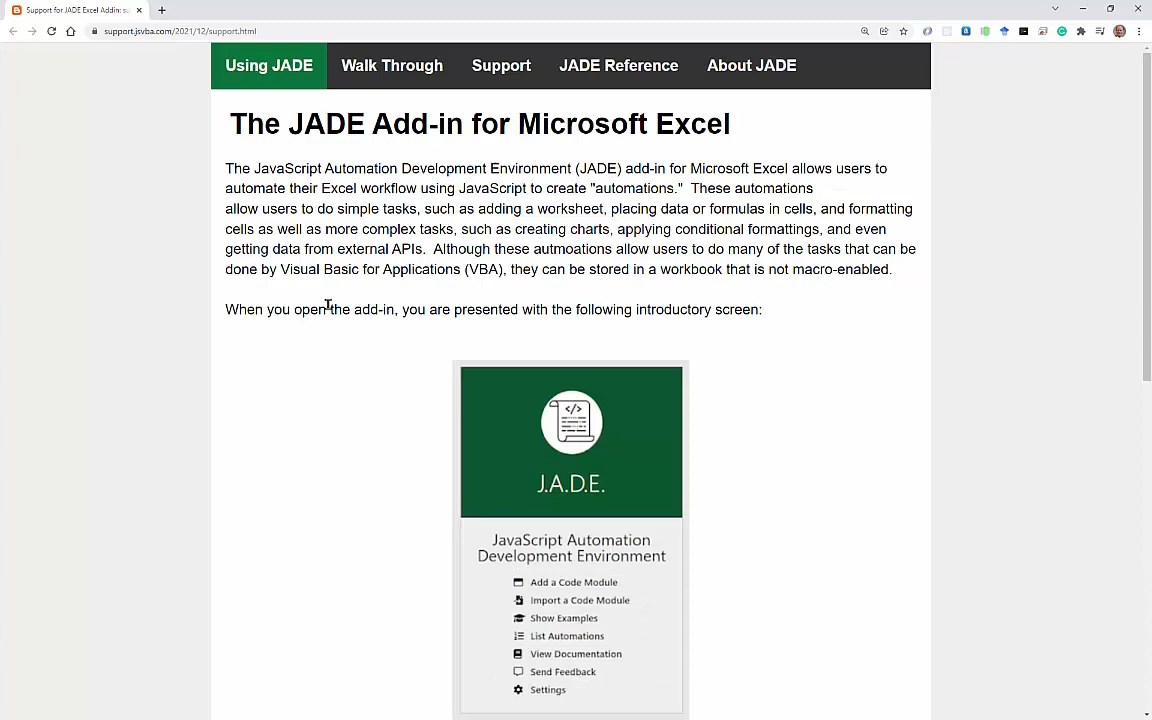 Support for JADE Excel Addin: su
support.jsvba.com/2021/12/support.html
Using JADE Walk Through Support JADE Reference About JADE
The JADE Add-in for Microsoft Excel
The JavaScript Automation Development Environment (JADE) add-in for Microsoft Excel allows users to
automate their Excel workflow using JavaScript to create "automations." These automations
allow users to do simple tasks, such as adding a worksheet, placing data or formulas in cells, and formatting
cells as well as more complex tasks, such as creating charts, applying conditional formattings, and even
getting data from external APIs. Although these autmoations allow users to do many of the tasks that can be
done by Visual Basic for Applications (VBA), they can be stored in a workbook that is not macro-enabled.
When you open the add-in, you are presented with the following introductory screen:
J.A.D.E.
JavaScript Automation
Development Environment
Add a Code Module
Import a Code Module
Show Examples
List Automations
View Documentation
Send Feedback
Settings